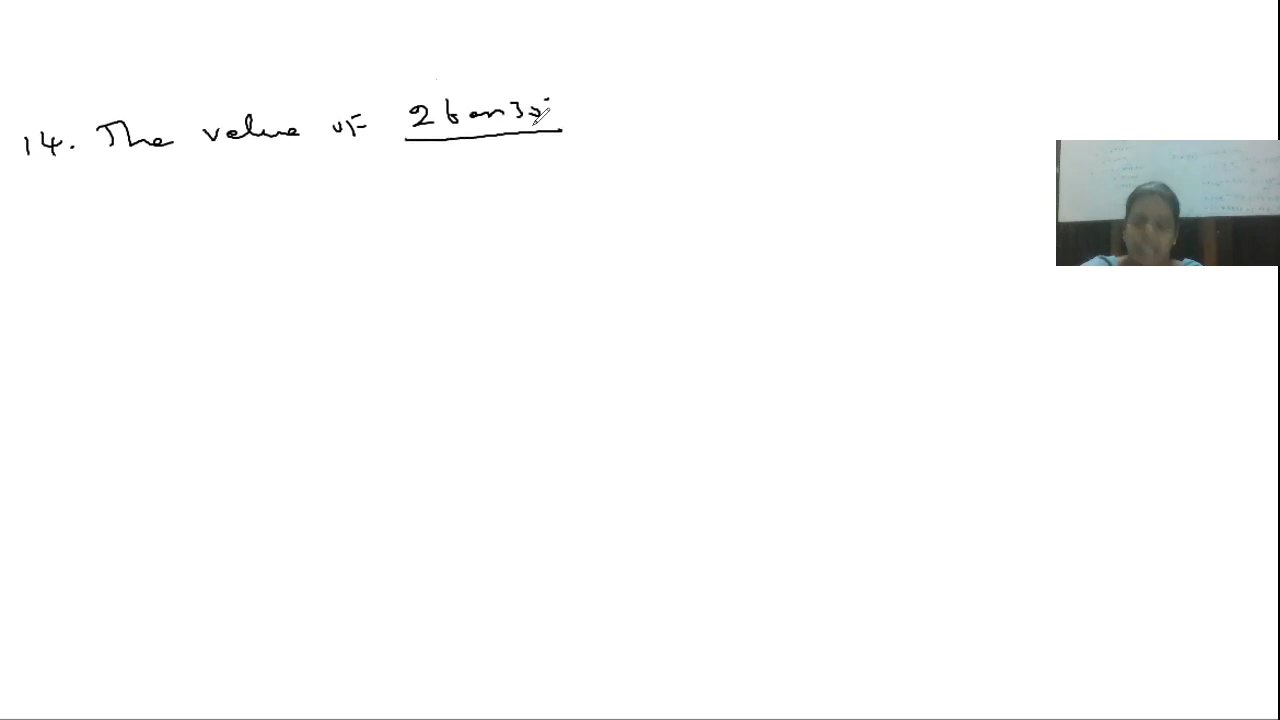 14. The value of 2 tan 30°